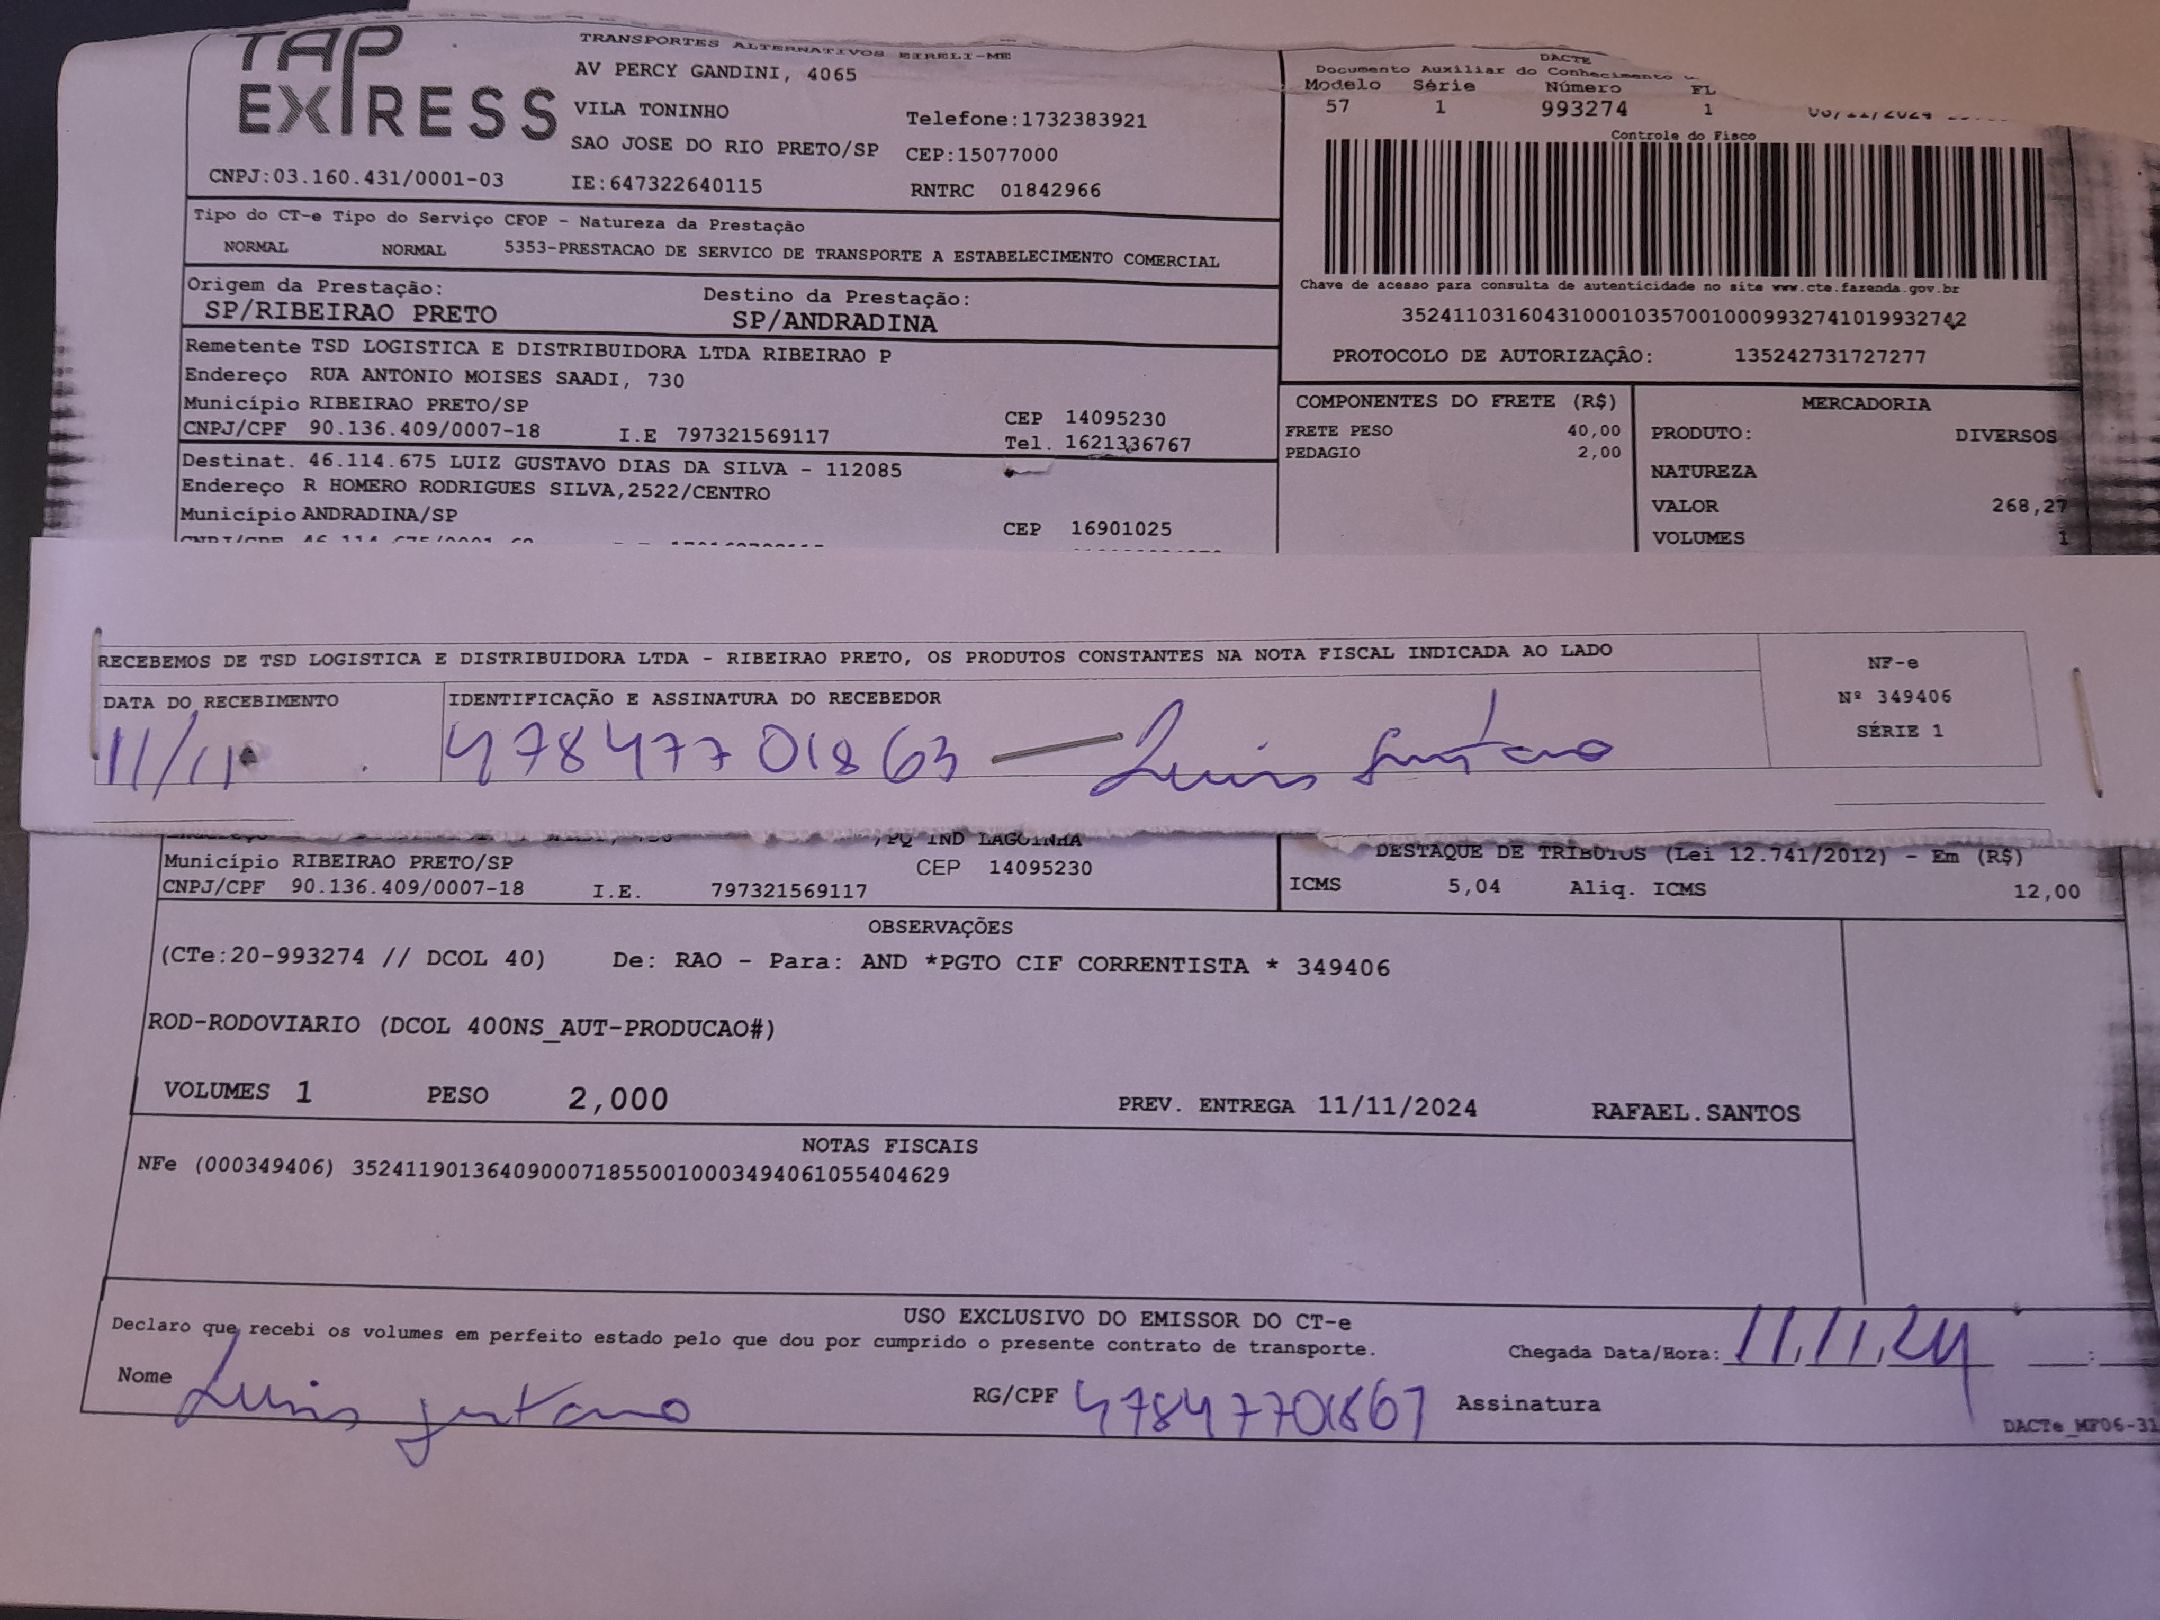 TAP EXPRESS
TRANSPORTES ALTERNATIVOS EIRELI-ME
AV PERCY GANDINI, 4065
VILA TONINHO
Telefone:1732383921
SAO JOSE DO RIO PRETO/SP CEP:15077000
CNPJ:03.160.431/0001-03 IE:647322640115 RNTRC 01842966
DACTE
Documento Auxiliar do Conhecimento
Modelo Série Número FL
57 1 993274 1
Controle do Fisco
Chave de acesso para consulta de autenticidade no site www.cte.fazenda.gov.br
35241103160431000103570010009932741019932742
PROTOCOLO DE AUTORIZAÇÃO: 135242731727277
Tipo do CT-e Tipo do Serviço CFOP - Natureza da Prestação
NORMAL NORMAL 5353-PRESTACAO DE SERVICO DE TRANSPORTE A ESTABELECIMENTO COMERCIAL
Origem da Prestação: Destino da Prestação:
SP/RIBEIRAO PRETO SP/ANDRADINA
Remetente TSD LOGISTICA E DISTRIBUIDORA LTDA RIBEIRAO P
Endereço RUA ANTONIO MOISES SAADI, 730
Município RIBEIRAO PRETO/SP CEP 14095230
CNPJ/CPF 90.136.409/0007-18 I.E 797321569117 Tel. 1621336767
Destinat. 46.114.675 LUIZ GUSTAVO DIAS DA SILVA - 112085
Endereço R HOMERO RODRIGUES SILVA,2522/CENTRO
Município ANDRADINA/SP CEP 16901025
COMPONENTES DO FRETE (R$)
FRETE PESO 40,00
PEDAGIO 2,00
MERCADORIA
PRODUTO: DIVERSOS
NATUREZA
VALOR 268,27
VOLUMES 1
RECEBEMOS DE TSD LOGISTICA E DISTRIBUIDORA LTDA - RIBEIRAO PRETO, OS PRODUTOS CONSTANTES NA NOTA FISCAL INDICADA AO LADO
DATA DO RECEBIMENTO IDENTIFICAÇÃO E ASSINATURA DO RECEBEDOR
11/11 47847701863 — Luis Gustavo
NF-e
Nº 349406
SÉRIE 1
,PQ IND LAGOINHA
Município RIBEIRAO PRETO/SP CEP 14095230
CNPJ/CPF 90.136.409/0007-18 I.E. 797321569117
DESTAQUE DE TRIBUTOS (Lei 12.741/2012) - Em (R$)
ICMS 5,04 Aliq. ICMS 12,00
OBSERVAÇÕES
(CTe:20-993274 // DCOL 40) De: RAO - Para: AND *PGTO CIF CORRENTISTA * 349406
ROD-RODOVIARIO (DCOL 400NS_AUT-PRODUCAO#)
VOLUMES 1 PESO 2,000 PREV. ENTREGA 11/11/2024 RAFAEL.SANTOS
NOTAS FISCAIS
NFe (000349406) 35241190136409000718550010003494061055404629
USO EXCLUSIVO DO EMISSOR DO CT-e
Declaro que recebi os volumes em perfeito estado pelo que dou por cumprido o presente contrato de transporte.
Chegada Data/Hora: 11.11.24 :
Nome Luis gustavo RG/CPF 47847701863 Assinatura
DACTe_MF06-31